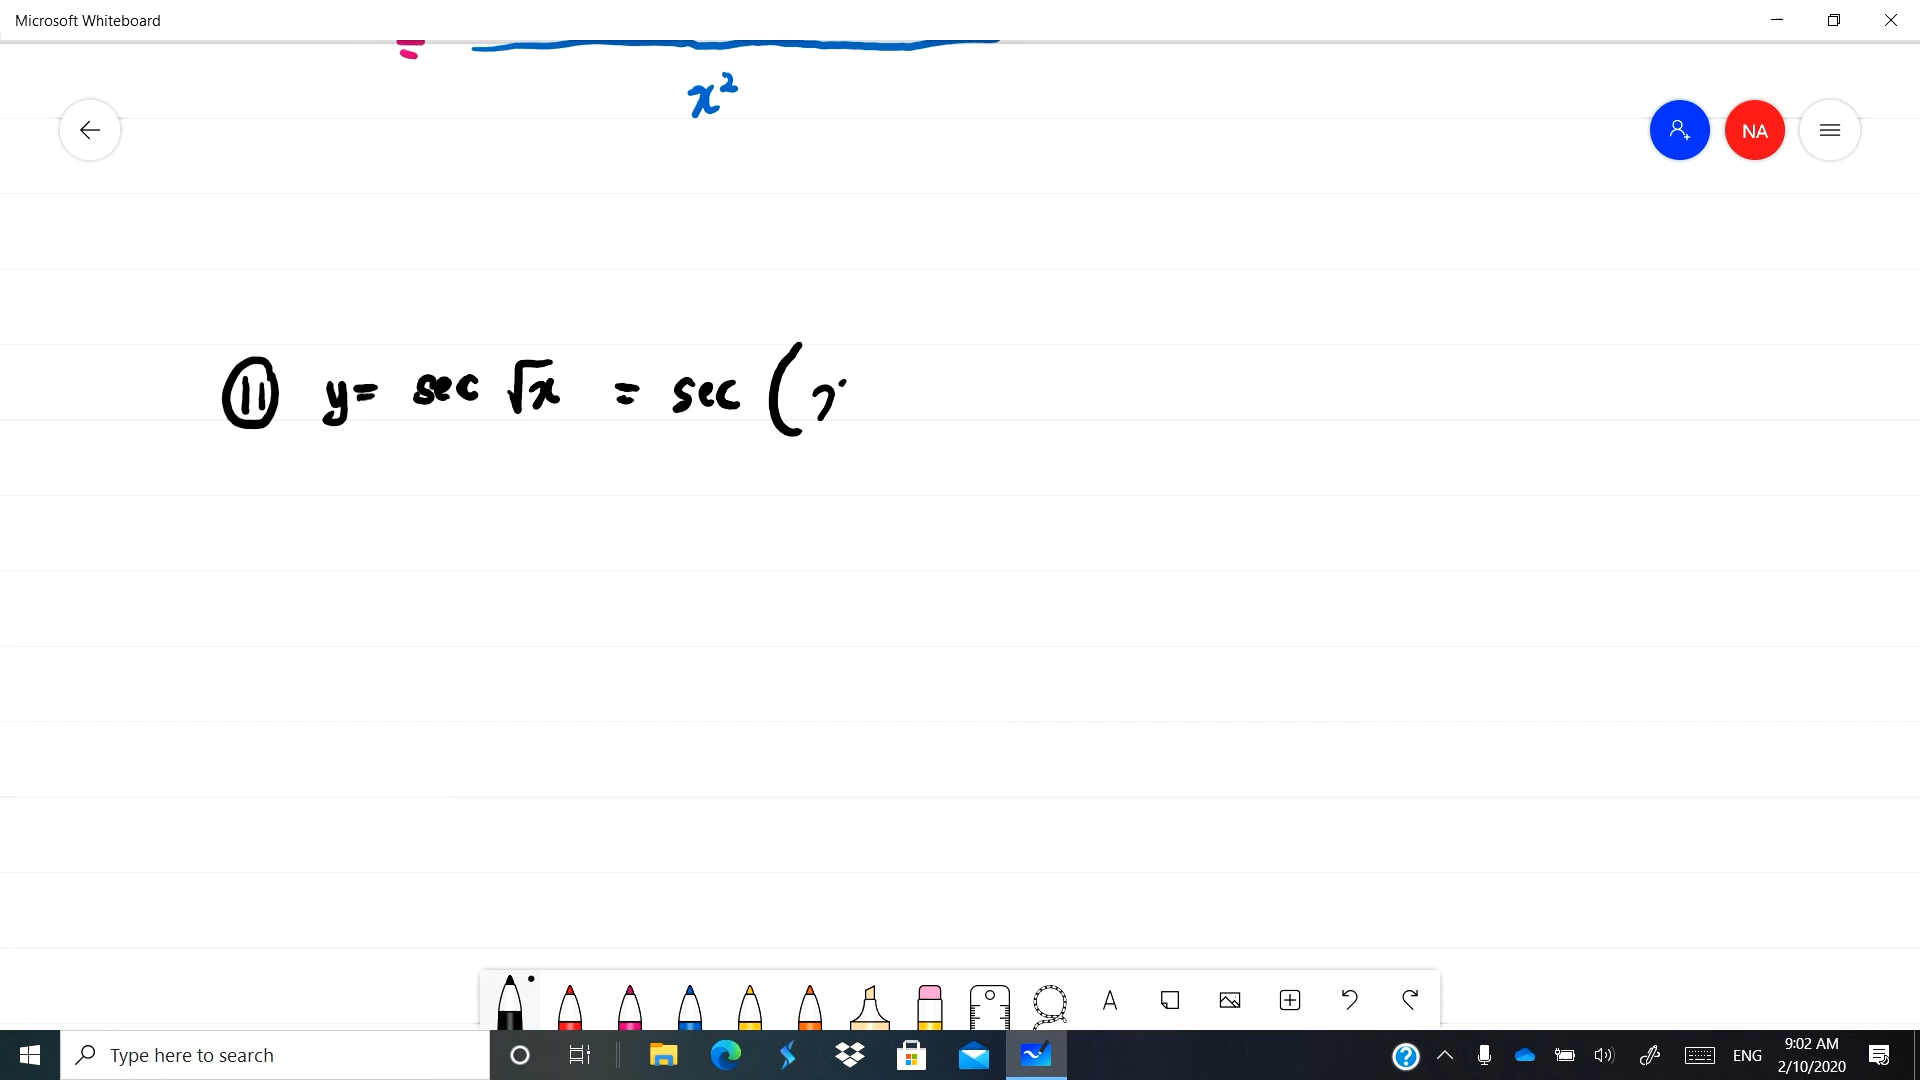 Microsoft Whiteboard
=
x²
NA
⑪ y= sec √x = sec (
A
Type here to search
ENG
9:02 AM
2/10/2020